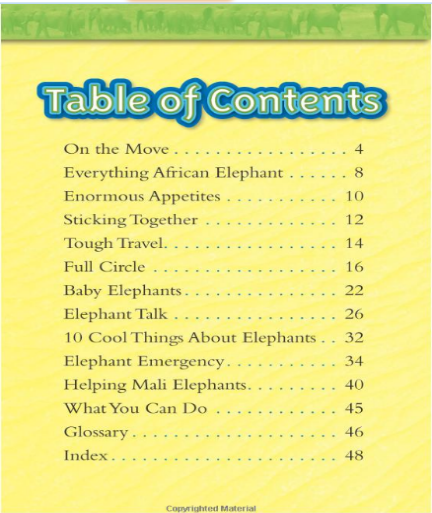 Table of Contents
On the Move . . . . . . . . . . . . . . . . . 4
Everything African Elephant . . . . . . 8
Enormous Appetites . . . . . . . . . . . 10
Sticking Together . . . . . . . . . . . . . 12
Tough Travel. . . . . . . . . . . . . . . . . 14
Full Circle . . . . . . . . . . . . . . . . . . 16
Baby Elephants. . . . . . . . . . . . . . . 22
Elephant Talk . . . . . . . . . . . . . . . . 26
10 Cool Things About Elephants . . 32
Elephant Emergency. . . . . . . . . . . 34
Helping Mali Elephants. . . . . . . . . 40
What You Can Do . . . . . . . . . . . . 45
Glossary. . . . . . . . . . . . . . . . . . . . 46
Index. . . . . . . . . . . . . . . . . . . . . . 48
Copyrighted Material